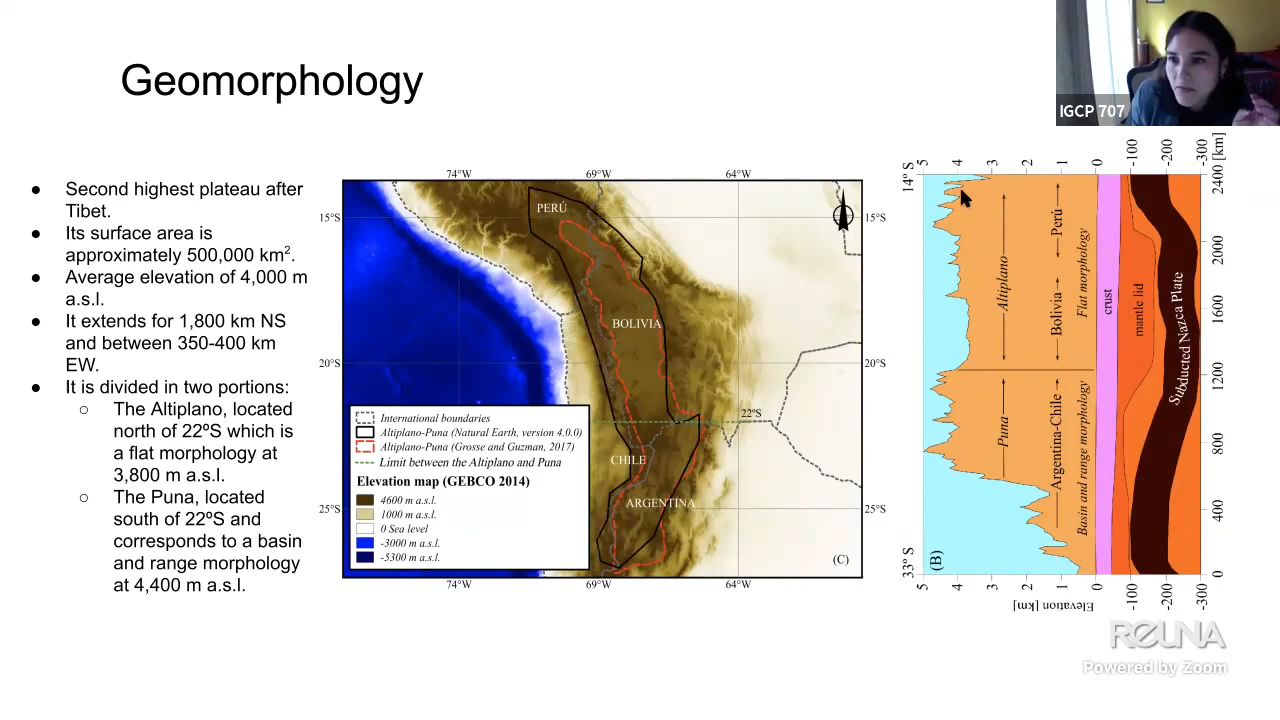 IGCP 707
Geomorphology
● Second highest plateau after
Tibet.
● Its surface area is
approximately 500,000 km².
● Average elevation of 4,000 m
a.s.l.
● It extends for 1,800 km NS
and between 350-400 km
EW.
● It is divided in two portions:
○ The Altiplano, located
north of 22ºS which is
a flat morphology at
3,800 m a.s.l.
○ The Puna, located
south of 22ºS and
corresponds to a basin
and range morphology
at 4,400 m a.s.l.
74°W 69°W 64°W
15°S 15°S
20°S 20°S
25°S 25°S
74°W 69°W 64°W
PERÚ
BOLIVIA
22°S
CHILE
ARGENTINA
International boundaries
Altiplano-Puna (Natural Earth, version 4.0.0)
Altiplano-Puna (Grosse and Guzman, 2017)
Limit between the Altiplano and Puna
Elevation map (GEBCO 2014)
4600 m a.s.l.
1000 m a.s.l.
0 Sea level
-3000 m a.s.l.
-5300 m a.s.l.
(C)
14° S
5 4 3 2 1 0 -100 -200 -300
Altiplano
Perú
Bolivia
Flat morphology
Puna
Argentina-Chile
Basin and range morphology
crust
mantle lid
Subducted Nazca Plate
2400 [km]
2000
1600
1200
800
400
0
(B)
33° S
5 4 3 2 1 0 -100 -200 -300
Elevation [km]
REUNA
Powered by Zoom